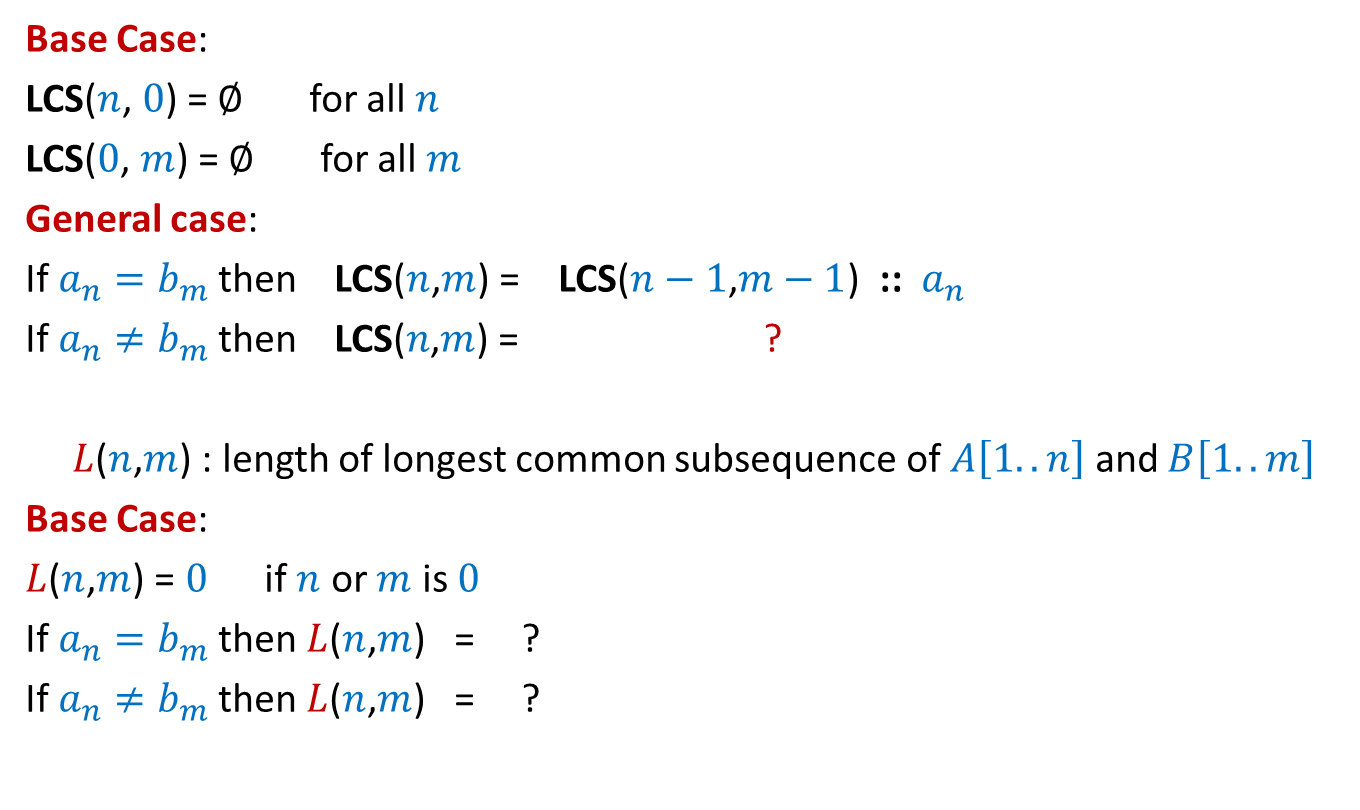 Base Case:
LCS(n, 0) = ∅ for all n
LCS(0, m) = ∅ for all m
General case:
If aₙ = bₘ then LCS(n,m) = LCS(n − 1,m − 1) :: aₙ
If aₙ ≠ bₘ then LCS(n,m) = ?
L(n,m) : length of longest common subsequence of A[1..n] and B[1..m]
Base Case:
L(n,m) = 0 if n or m is 0
If aₙ = bₘ then L(n,m) = ?
If aₙ ≠ bₘ then L(n,m) = ?